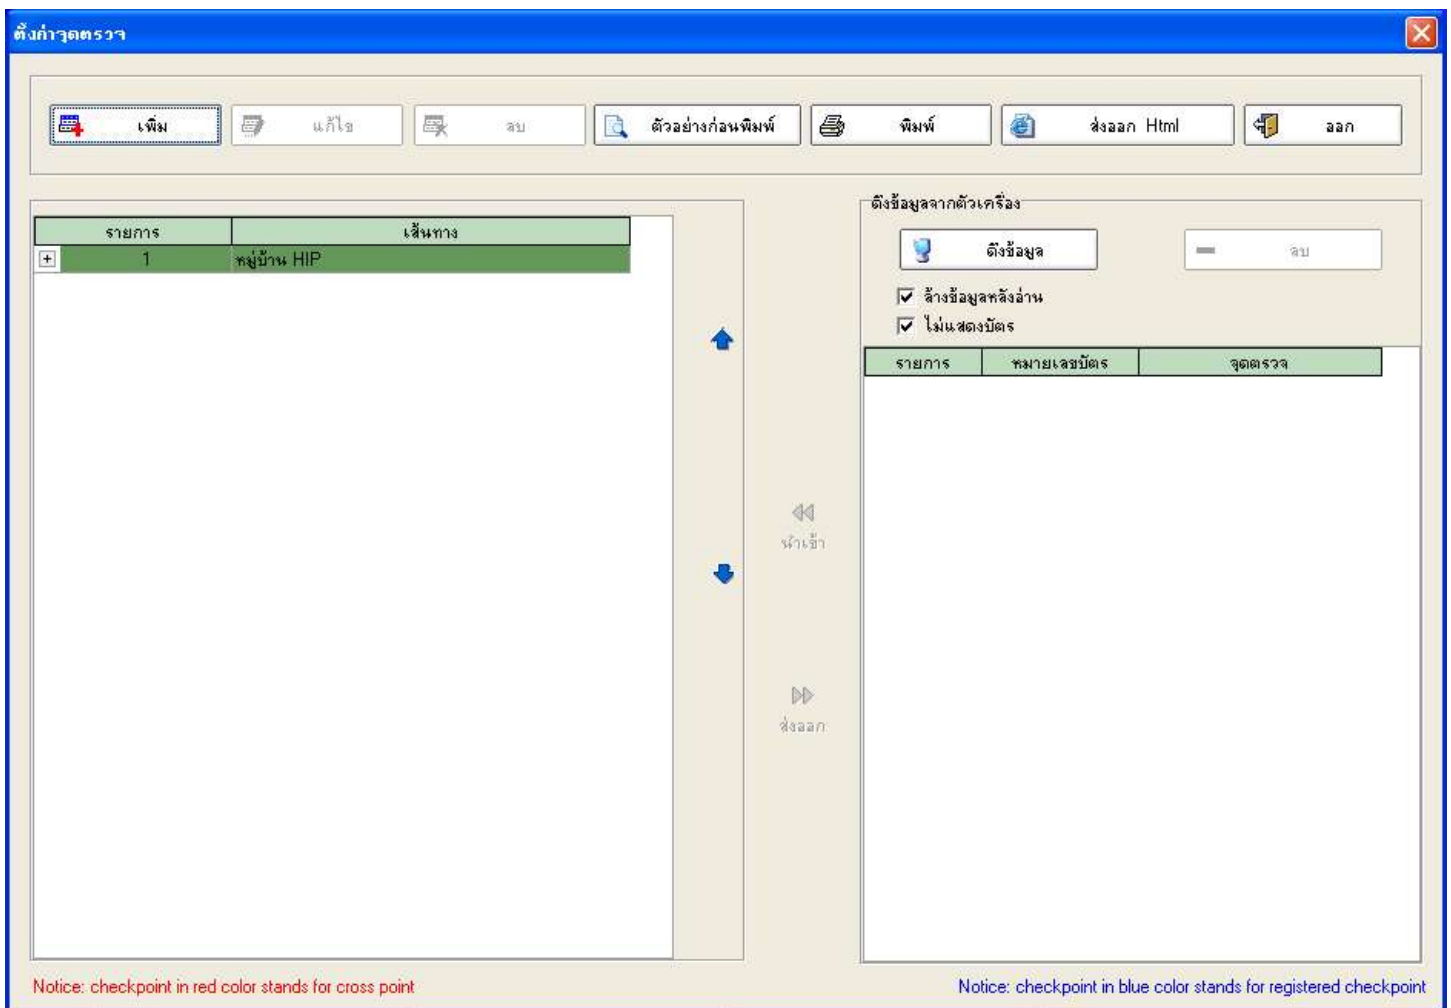 ตั้งค่าจุดตรวจ
เพิ่ม แก้ไข ลบ ตัวอย่างก่อนพิมพ์ พิมพ์ ส่งออก Html ออก
รายการ เส้นทาง
1 หมู่บ้าน HIP
ดึงข้อมูลจากตัวเครื่อง
ดึงข้อมูล ลบ
ล้างข้อมูลหลังอ่าน
ไม่แสดงบัตร
รายการ หมายเลขบัตร จุดตรวจ
นำเข้า
ส่งออก
Notice: checkpoint in red color stands for cross point
Notice: checkpoint in blue color stands for registered checkpoint